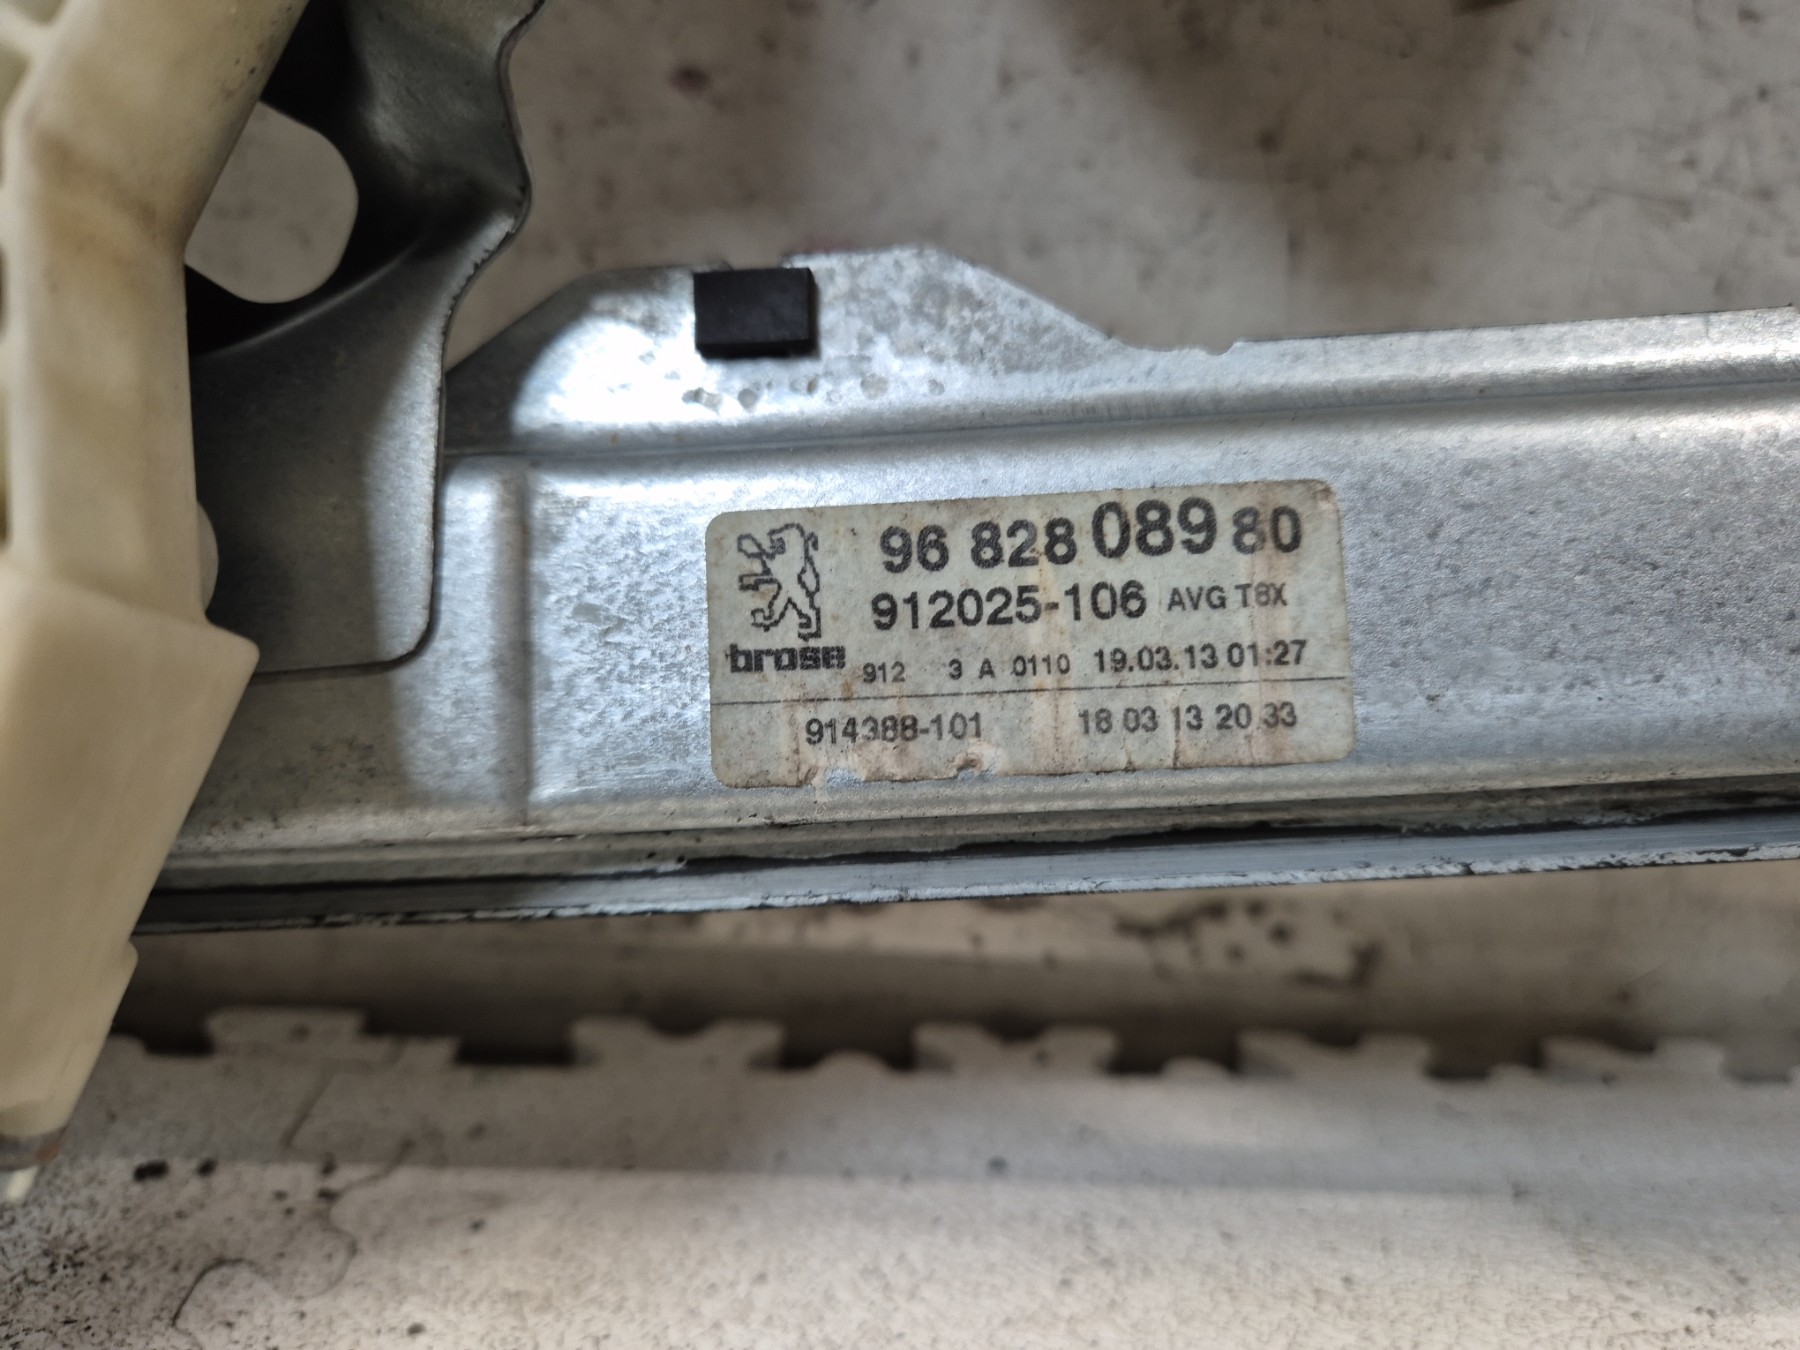 96 828 089 80
912025-106 AVG T8X
brose 912 3 A 0110 19.03.13 01:27
914388-101 18 03 13 20 33